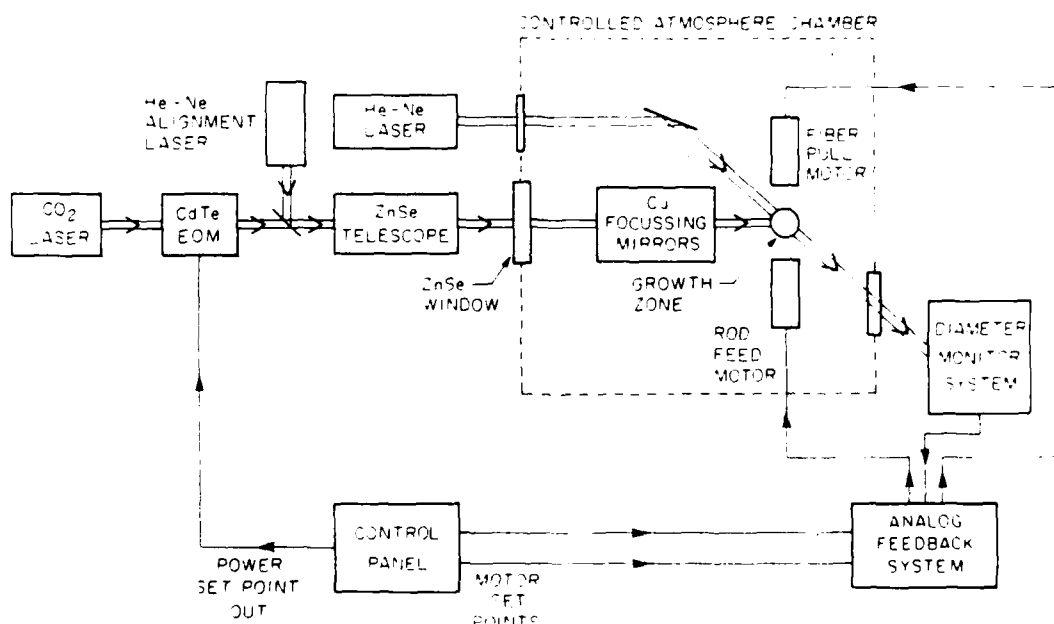 CONTROLLED ATMOSPHERE CHAMBER
He-Ne
ALIGNMENT
LASER
He-Ne
LASER
FIBER
PULL
MOTOR
CO2
LASER
CdTe
EOM
ZnSe
TELESCOPE
Cu
FOCUSSING
MIRRORS
ZnSe
WINDOW
GROWTH
ZONE
ROD
FEED
MOTOR
DIAMETER
MONITOR
SYSTEM
CONTROL
PANEL
ANALOG
FEEDBACK
SYSTEM
POWER
SET POINT
OUT
MOTOR
SET
POINTS